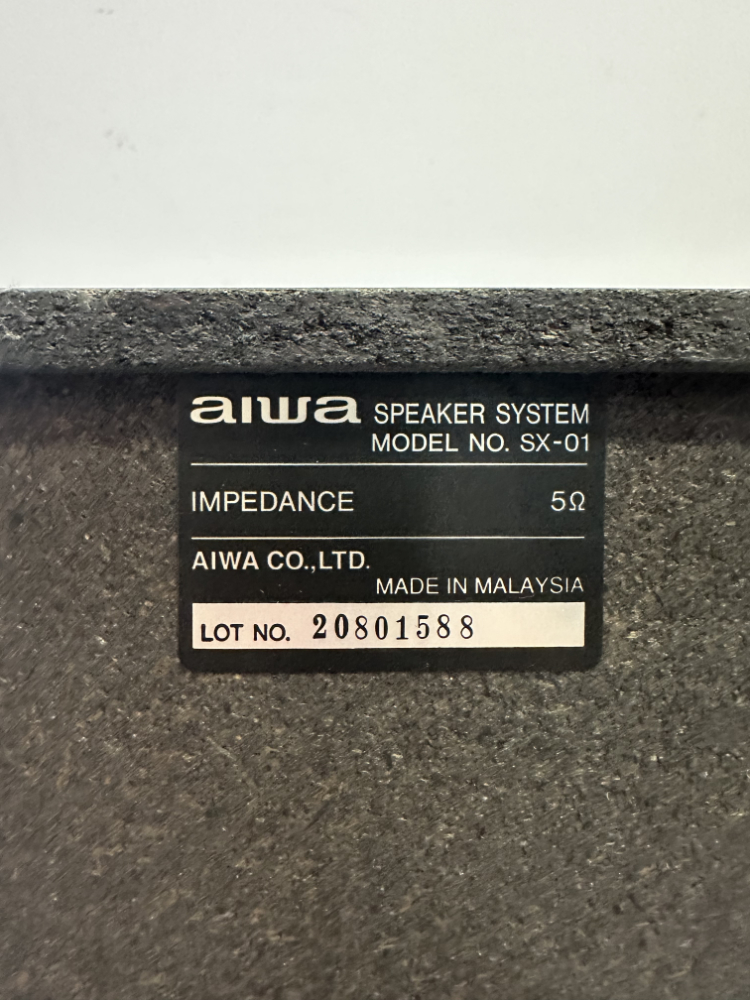 aiwa SPEAKER SYSTEM
MODEL NO. SX-01
IMPEDANCE 5Ω
AIWA CO.,LTD.
MADE IN MALAYSIA
LOT NO. 20801588